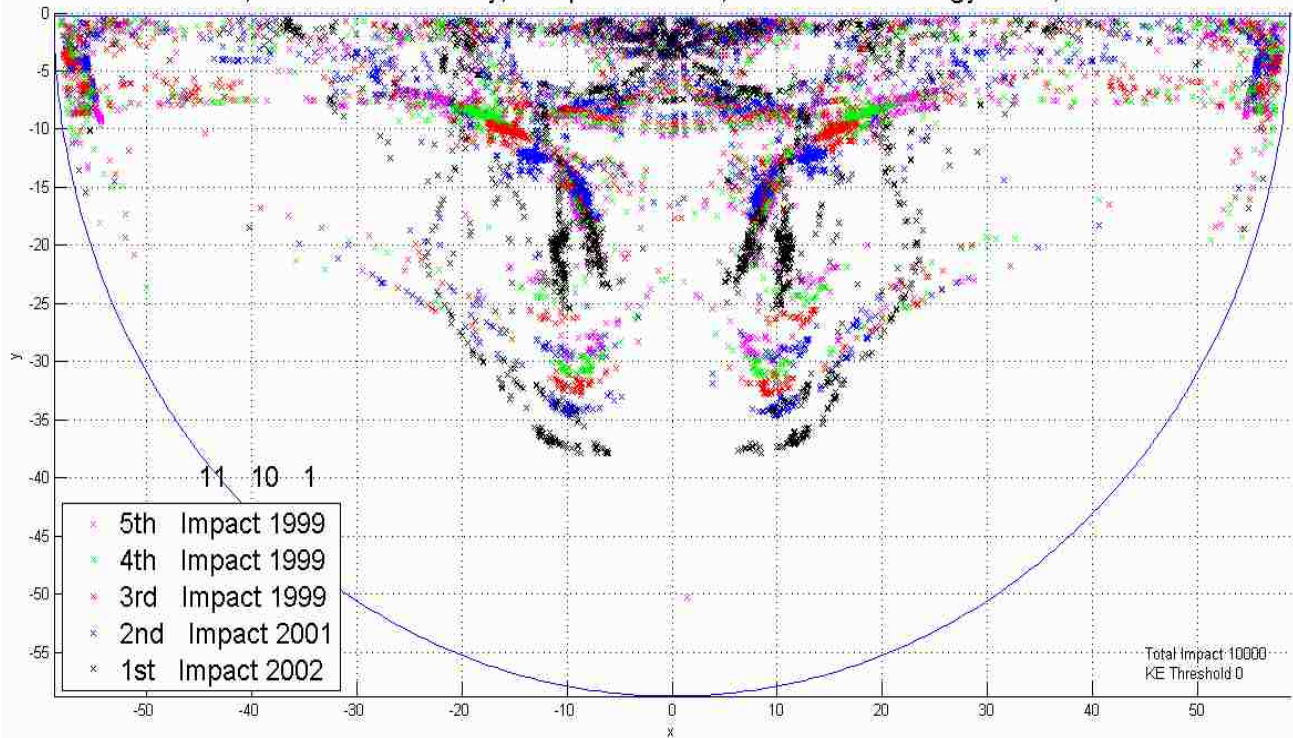 0
-5
-10
-15
-20
-25
-30
-35
-40
-45
-50
-55
y
11 10 1
5th Impact 1999
4th Impact 1999
3rd Impact 1999
2nd Impact 2001
1st Impact 2002
Total Impact 10000
KE Threshold 0
-50 -40 -30 -20 -10 0 10 20 30 40 50
x